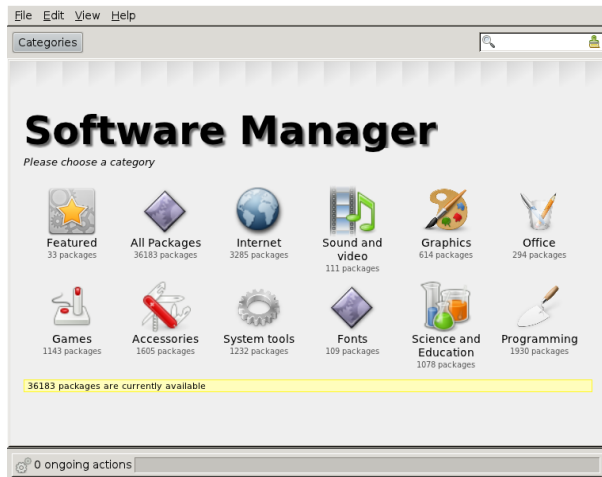 File Edit View Help
Categories
Software Manager
Please choose a category
Featured
33 packages
All Packages
36183 packages
Internet
3285 packages
Sound and
video
111 packages
Graphics
614 packages
Office
294 packages
Games
1143 packages
Accessories
1605 packages
System tools
1232 packages
Fonts
109 packages
Science and
Education
1078 packages
Programming
1930 packages
36183 packages are currently available
0 ongoing actions